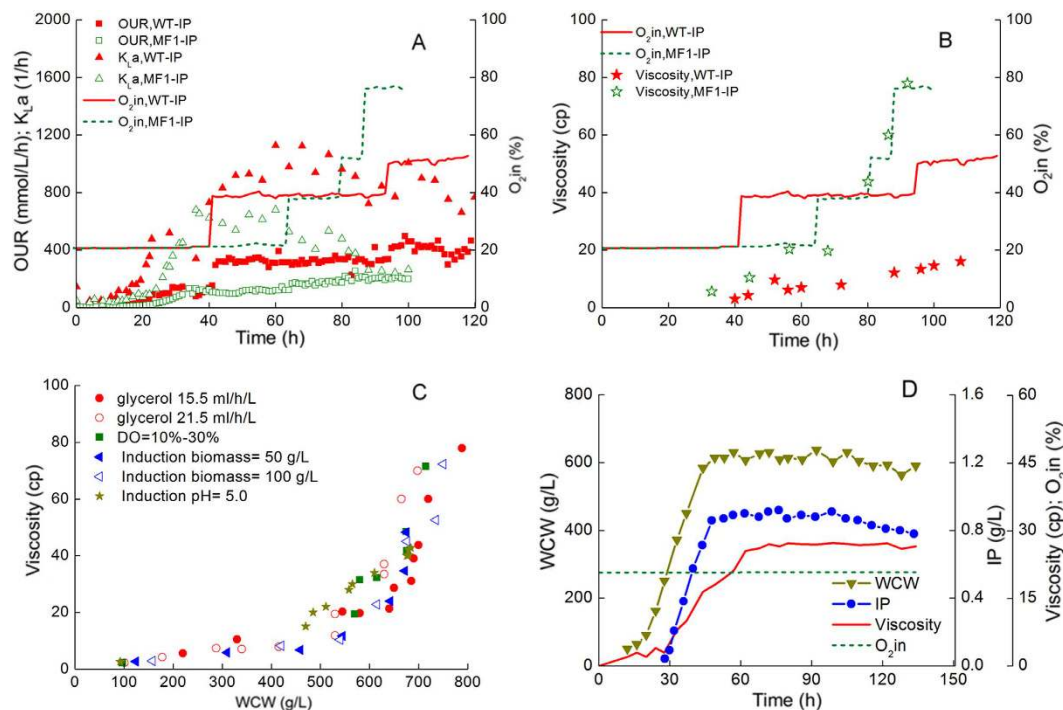 A
OUR,WT-IP
OUR,MF1-IP
K_La,WT-IP
K_La,MF1-IP
O₂in,WT-IP
O₂in,MF1-IP
OUR (mmol/L/h); K_La (1/h)
2000
1600
1200
800
400
0
O₂in (%)
100
80
60
40
20
0
0 20 40 60 80 100 120
Time (h)
B
O₂in,WT-IP
O₂in,MF1-IP
Viscosity,WT-IP
Viscosity,MF1-IP
Viscosity (cp)
100
80
60
40
20
0
O₂in (%)
100
80
60
40
20
0
0 20 40 60 80 100 120
Time (h)
C
glycerol 15.5 ml/h/L
glycerol 21.5 ml/h/L
DO=10%-30%
Induction biomass= 50 g/L
Induction biomass= 100 g/L
Induction pH= 5.0
Viscosity (cp)
100
80
60
40
20
0
0 100 200 300 400 500 600 700 800
WCW (g/L)
D
WCW (g/L)
800
600
400
200
0
IP (g/L)
1.6
1.2
0.8
0.4
0.0
Viscosity (cp); O₂in (%)
60
45
30
15
0
WCW
IP
Viscosity
O₂in
0 30 60 90 120 150
Time (h)